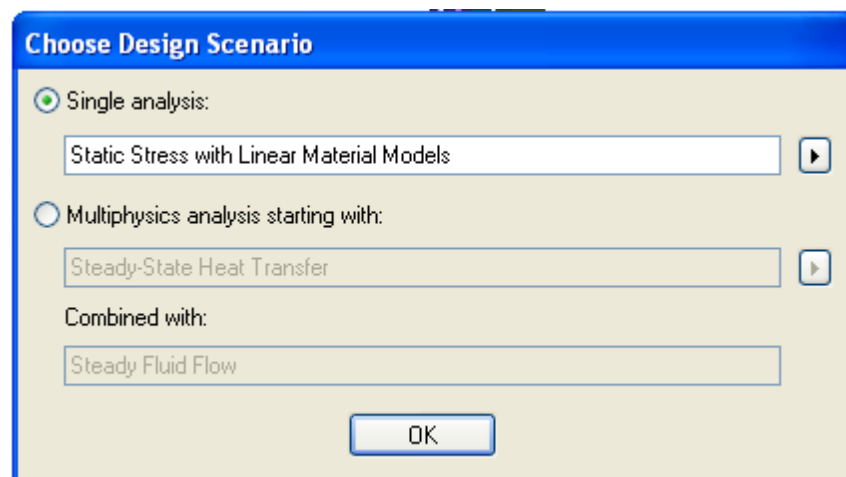 Choose Design Scenario
Single analysis:
Static Stress with Linear Material Models
Multiphysics analysis starting with:
Steady-State Heat Transfer
Combined with:
Steady Fluid Flow
OK